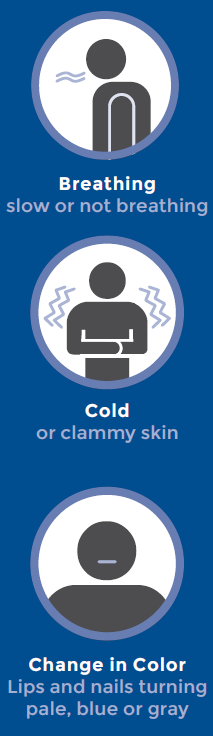 Breathing
slow or not breathing
Cold
or clammy skin
Change in Color
Lips and nails turning
pale, blue or gray